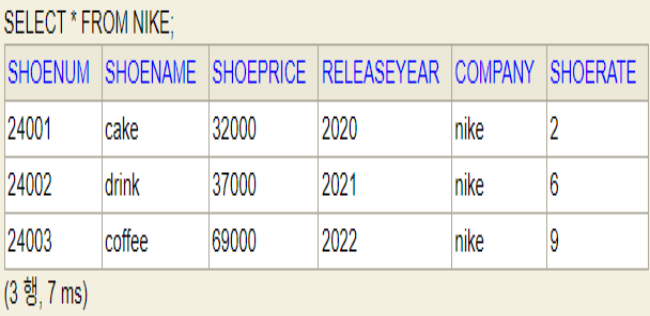 SELECT * FROM NIKE;
SHOENUM SHOENAME SHOEPRICE RELEASEYEAR COMPANY SHOERATE
24001 cake 32000 2020 nike 2
24002 drink 37000 2021 nike 6
24003 coffee 69000 2022 nike 9
(3 행, 7 ms)